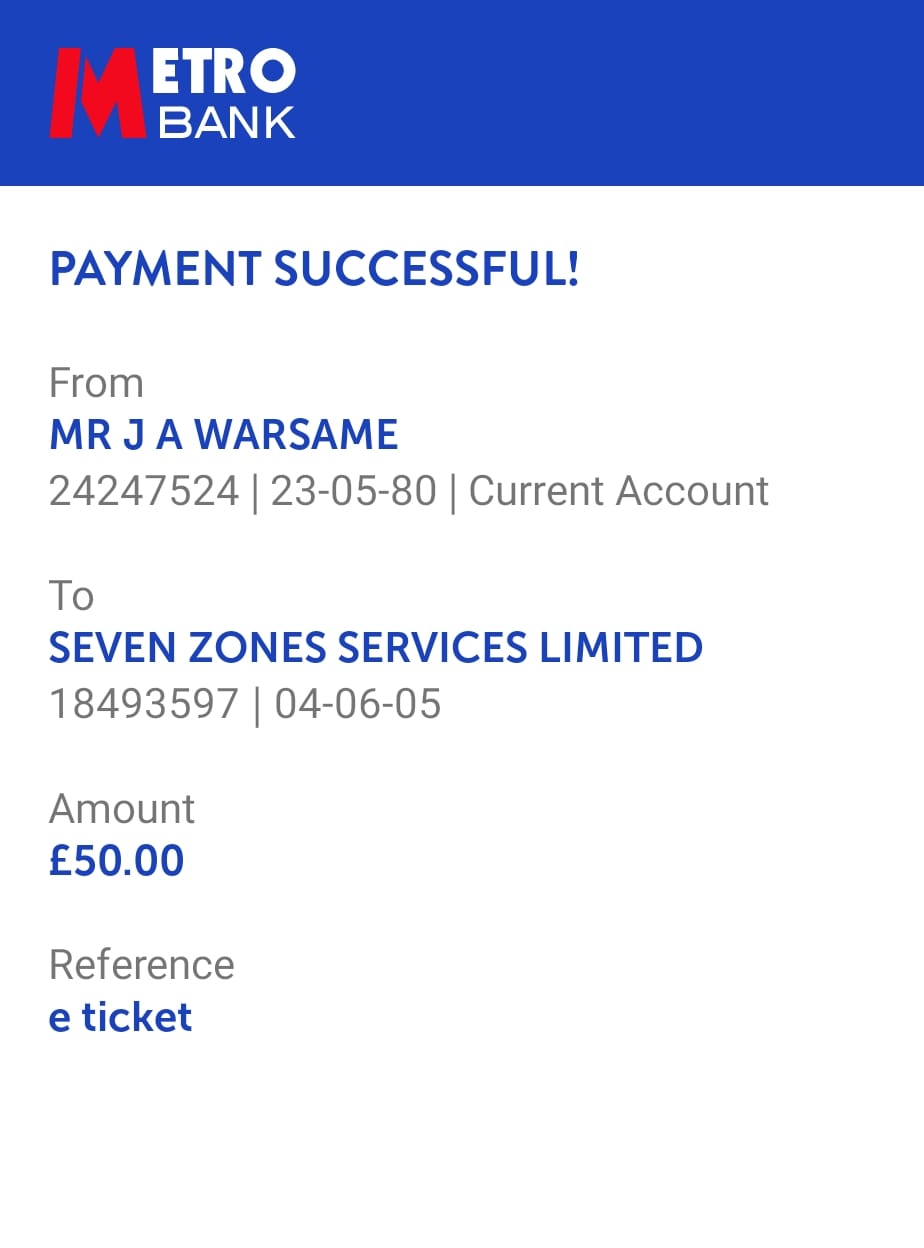 METRO
BANK
PAYMENT SUCCESSFUL!
From
MR J A WARSAME
24247524 | 23-05-80 | Current Account
To
SEVEN ZONES SERVICES LIMITED
18493597 | 04-06-05
Amount
£50.00
Reference
e ticket